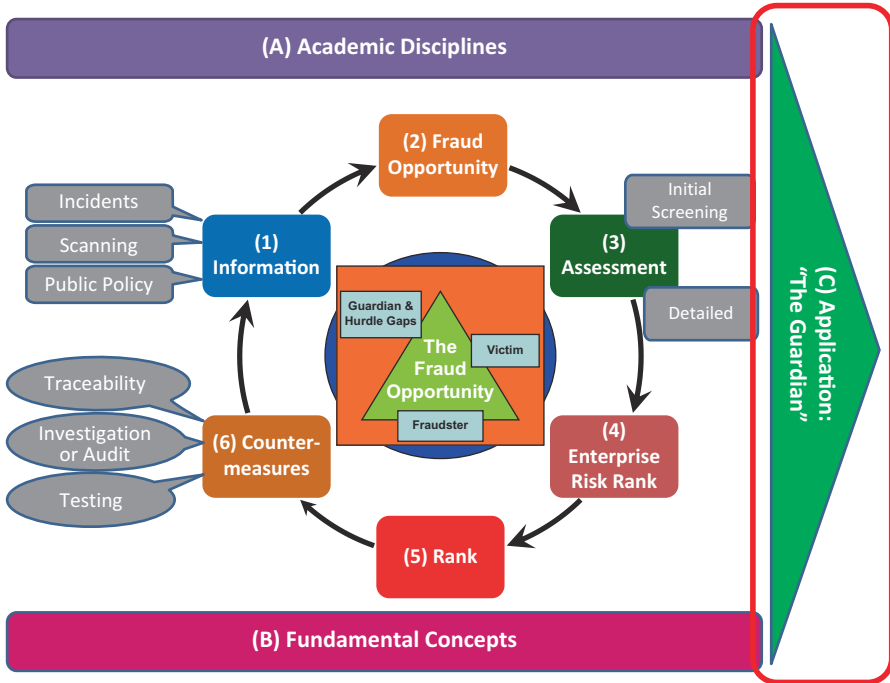 (A) Academic Disciplines
(2) Fraud
Opportunity
Incidents
Scanning
Public Policy
(1)
Information
Initial
Screening
(3)
Assessment
Detailed
Guardian &
Hurdle Gaps
Victim
The
Fraud
Opportunity
Fraudster
Traceability
Investigation
or Audit
Testing
(6) Counter-
measures
(4)
Enterprise
Risk Rank
(5) Rank
(B) Fundamental Concepts
(C) Application:
“The Guardian”